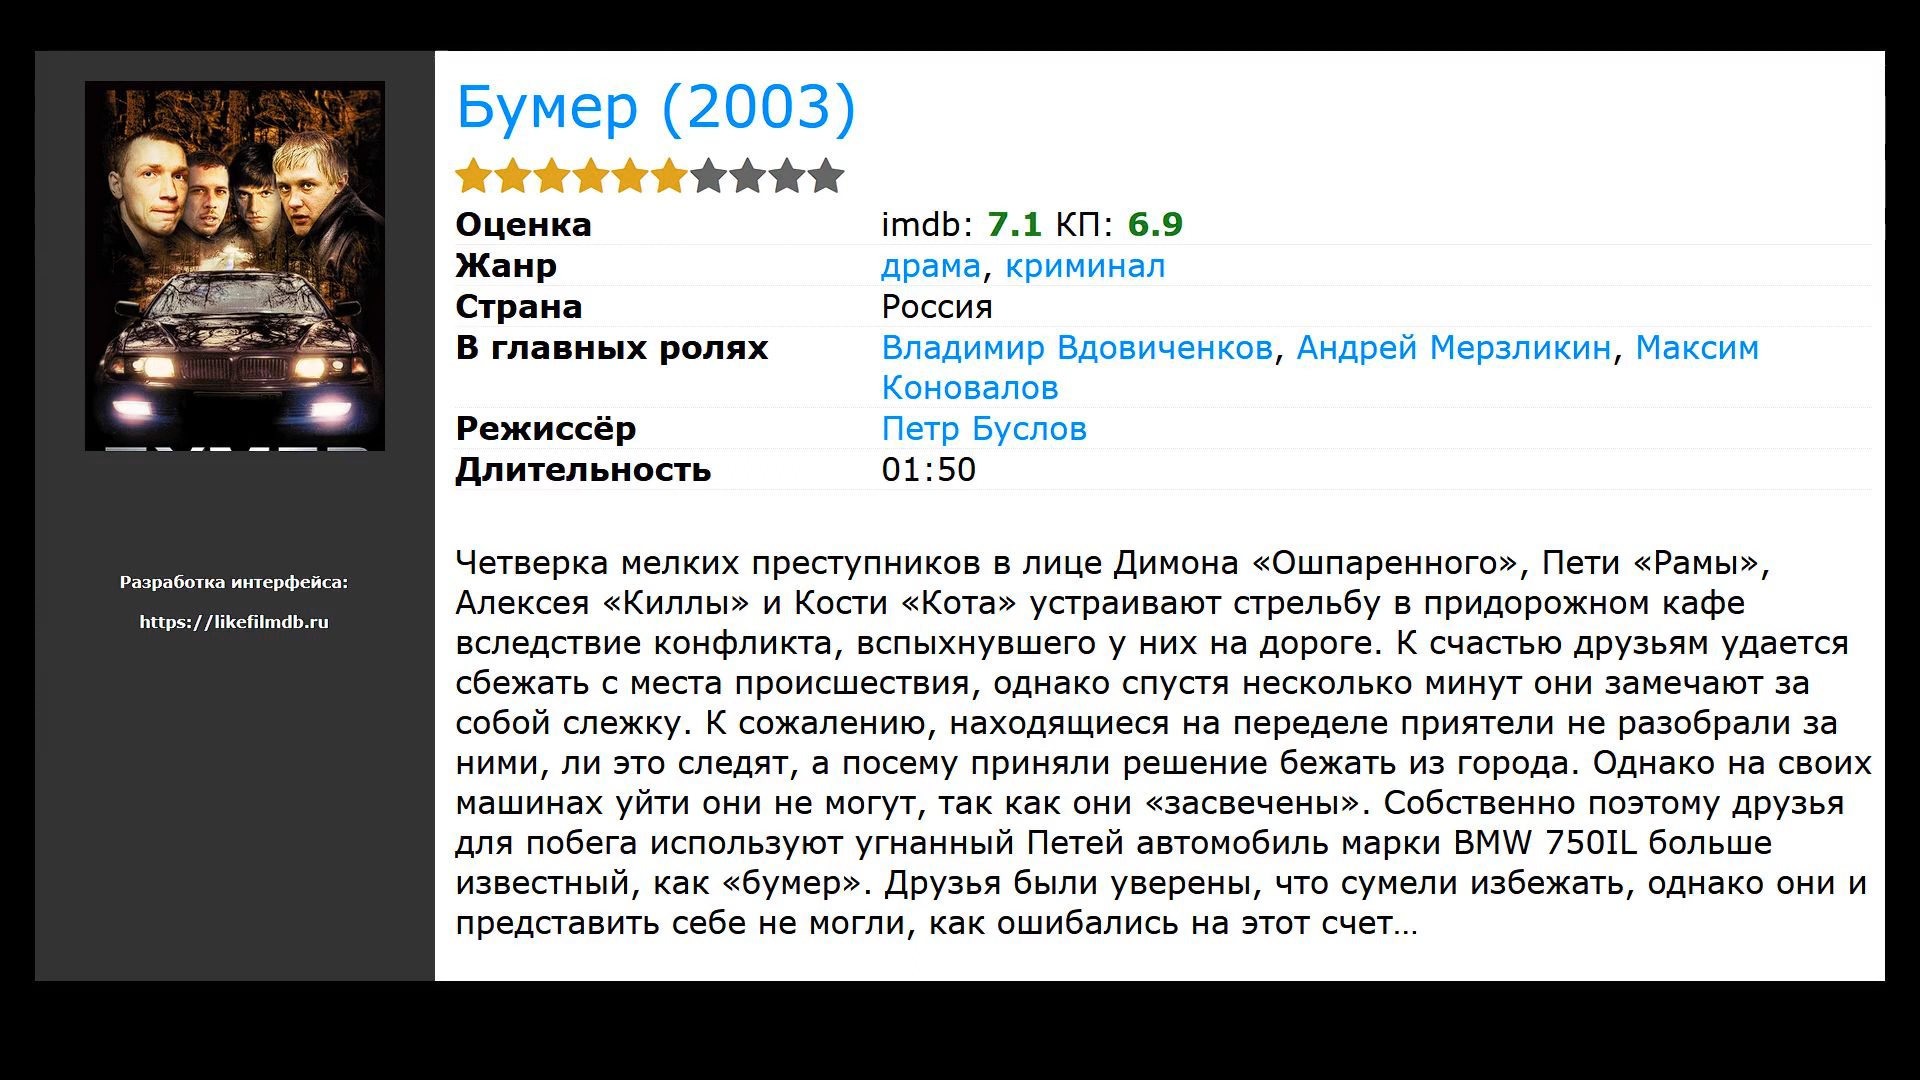 Бумер (2003)
Оценка imdb: 7.1 КП: 6.9
Жанр драма, криминал
Страна Россия
В главных ролях Владимир Вдовиченков, Андрей Мерзликин, Максим
Коновалов
Режиссёр Петр Буслов
Длительность 01:50
Четверка мелких преступников в лице Димона «Ошпаренного», Пети «Рамы»,
Алексея «Киллы» и Кости «Кота» устраивают стрельбу в придорожном кафе
вследствие конфликта, вспыхнувшего у них на дороге. К счастью друзьям удается
сбежать с места происшествия, однако спустя несколько минут они замечают за
собой слежку. К сожалению, находящиеся на переделе приятели не разобрали за
ними, ли это следят, а посему приняли решение бежать из города. Однако на своих
машинах уйти они не могут, так как они «засвечены». Собственно поэтому друзья
для побега используют угнанный Петей автомобиль марки BMW 750IL больше
известный, как «бумер». Друзья были уверены, что сумели избежать, однако они и
представить себе не могли, как ошибались на этот счет…
Разработка интерфейса:
https://likefilmdb.ru